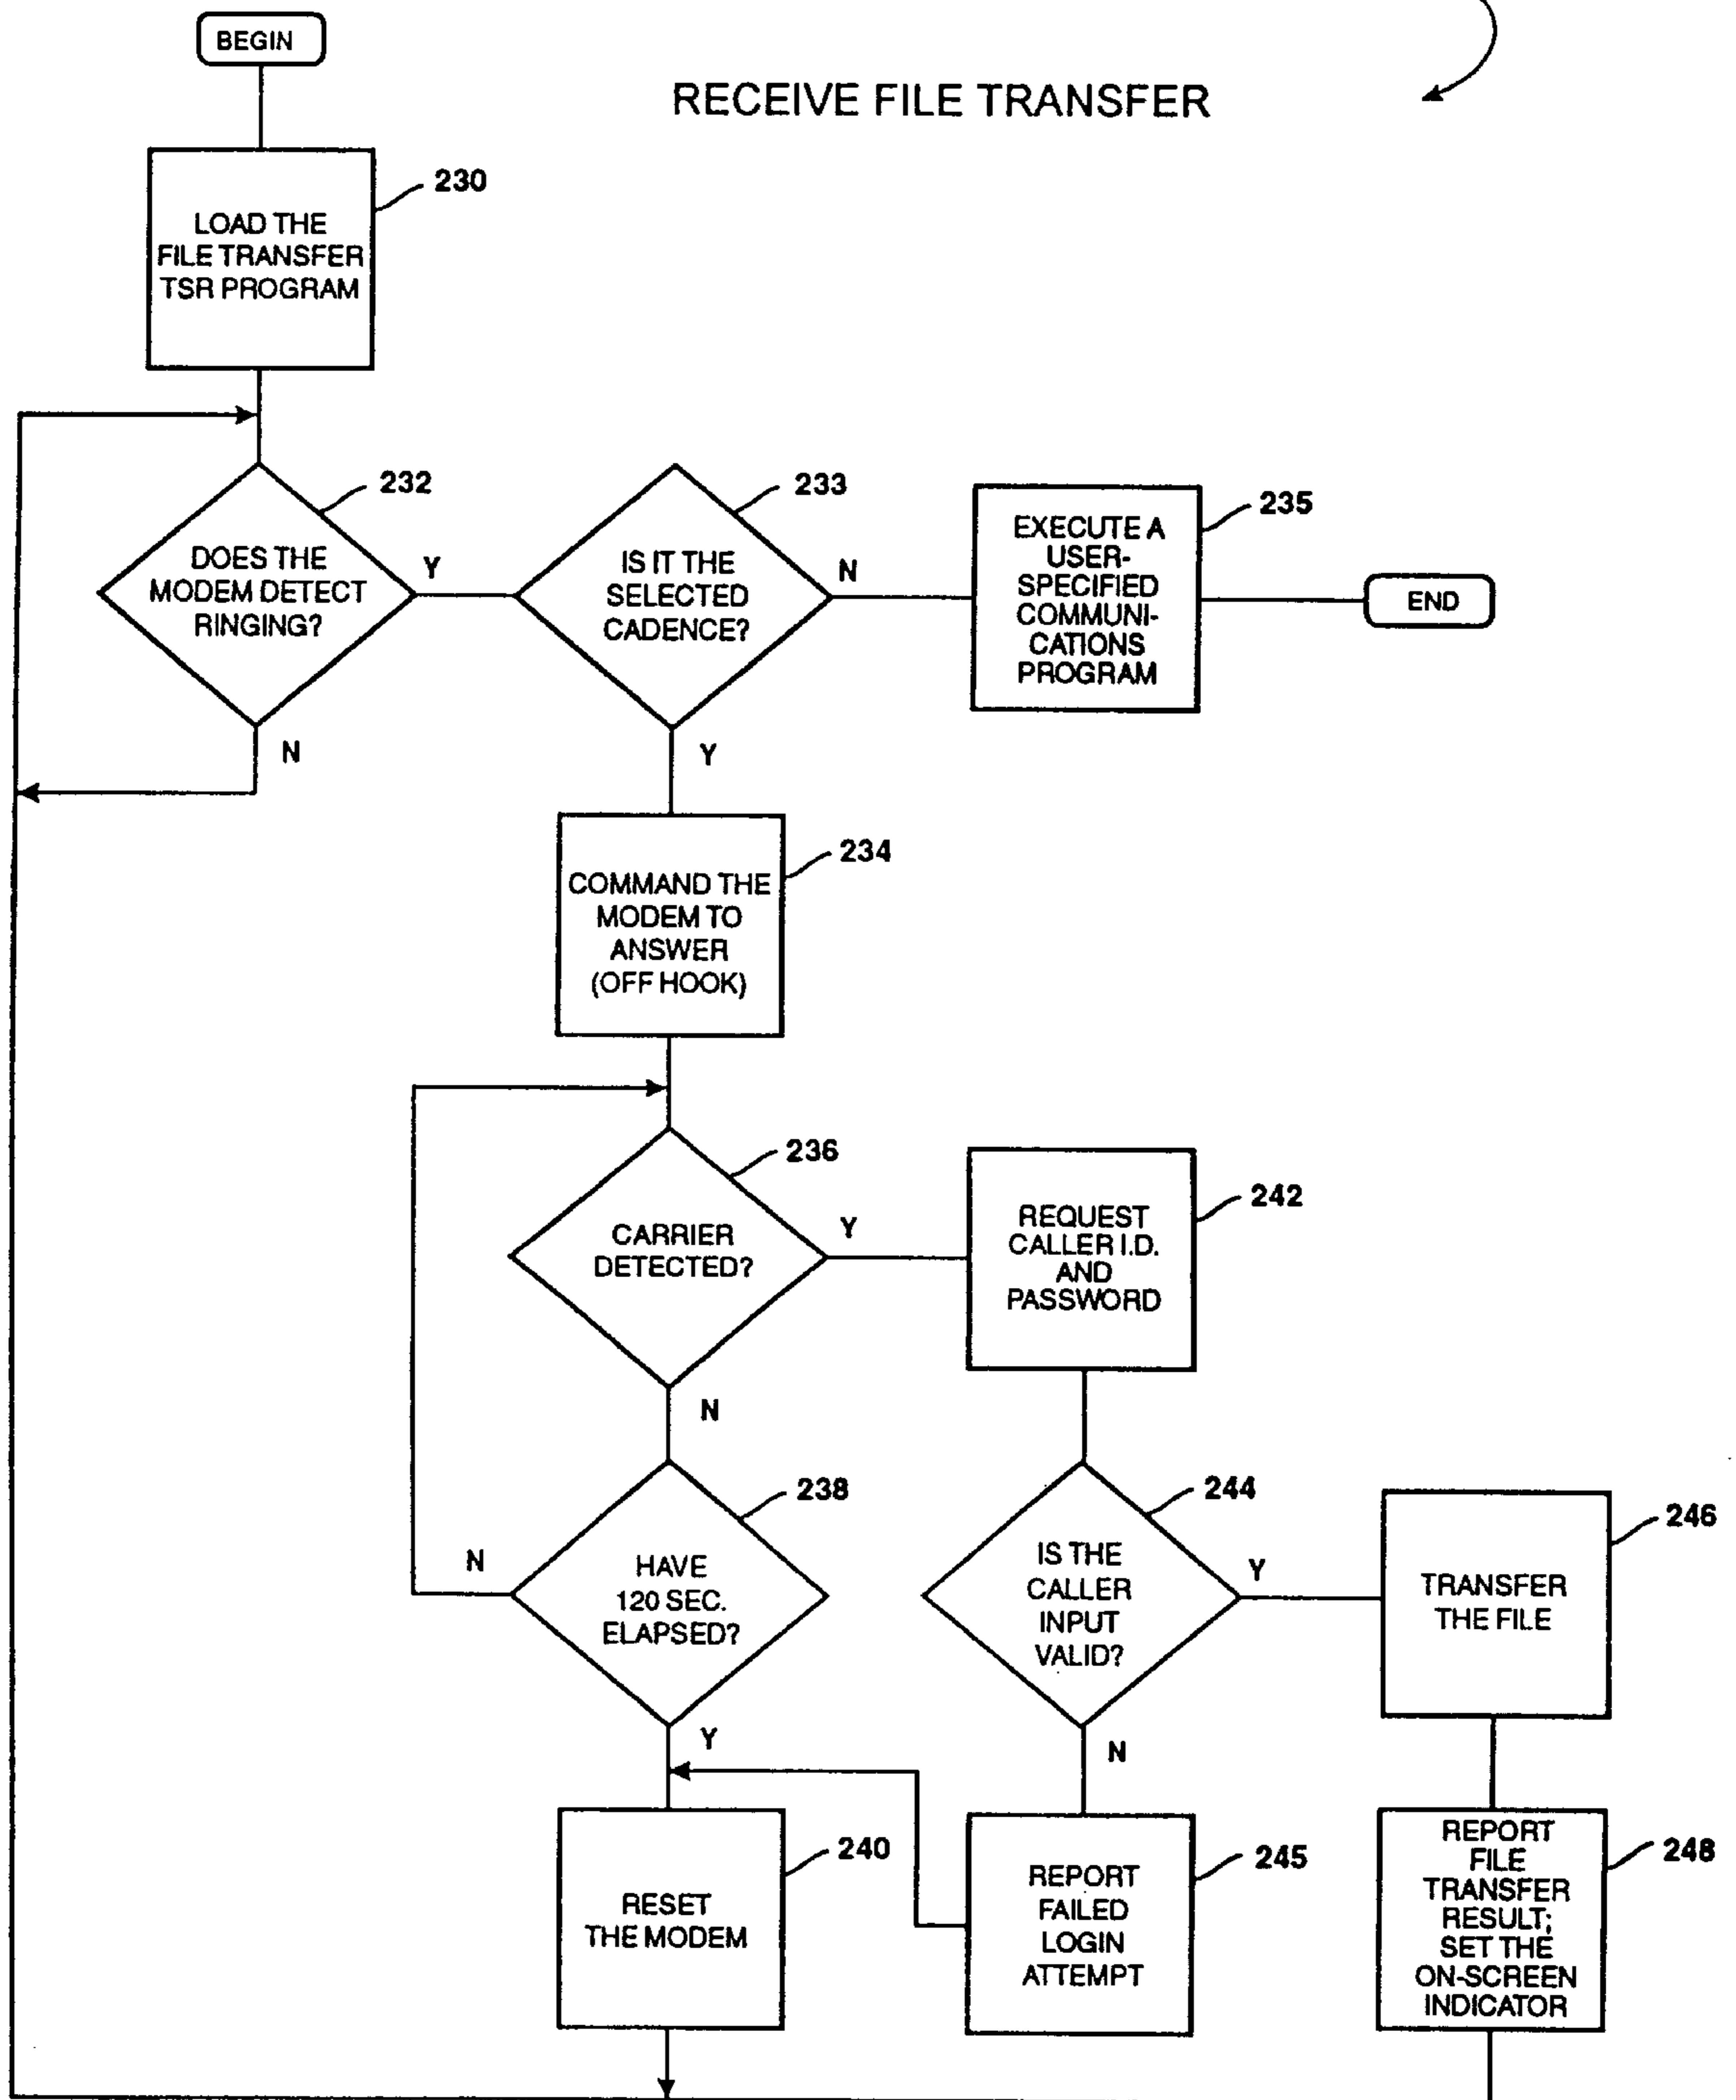 BEGIN
RECEIVE FILE TRANSFER
230
LOAD THE
FILE TRANSFER
TSR PROGRAM
232
DOES THE
MODEM DETECT
RINGING?
Y
N
233
IS IT THE
SELECTED
CADENCE?
N
Y
235
EXECUTE A
USER-
SPECIFIED
COMMUNI-
CATIONS
PROGRAM
END
234
COMMAND THE
MODEM TO
ANSWER
(OFF HOOK)
236
CARRIER
DETECTED?
Y
N
242
REQUEST
CALLER I.D.
AND
PASSWORD
238
HAVE
120 SEC.
ELAPSED?
N
Y
244
IS THE
CALLER
INPUT
VALID?
Y
N
246
TRANSFER
THE FILE
240
RESET
THE MODEM
245
REPORT
FAILED
LOGIN
ATTEMPT
248
REPORT
FILE
TRANSFER
RESULT;
SET THE
ON-SCREEN
INDICATOR